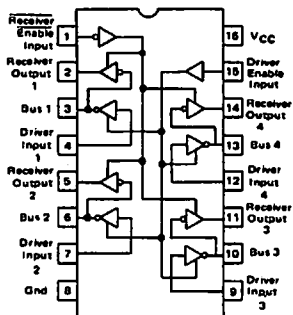 Receiver
Enable
Input
1
Receiver
Output
1
2
Bus 1
3
Driver
Input
1
4
Receiver
Output
2
5
Bus 2
6
Driver
Input
2
7
Gnd
8
16
VCC
15
Driver
Enable
Input
14
Receiver
Output
4
13
Bus 4
12
Driver
Input
4
11
Receiver
Output
3
10
Bus 3
9
Driver
Input
3